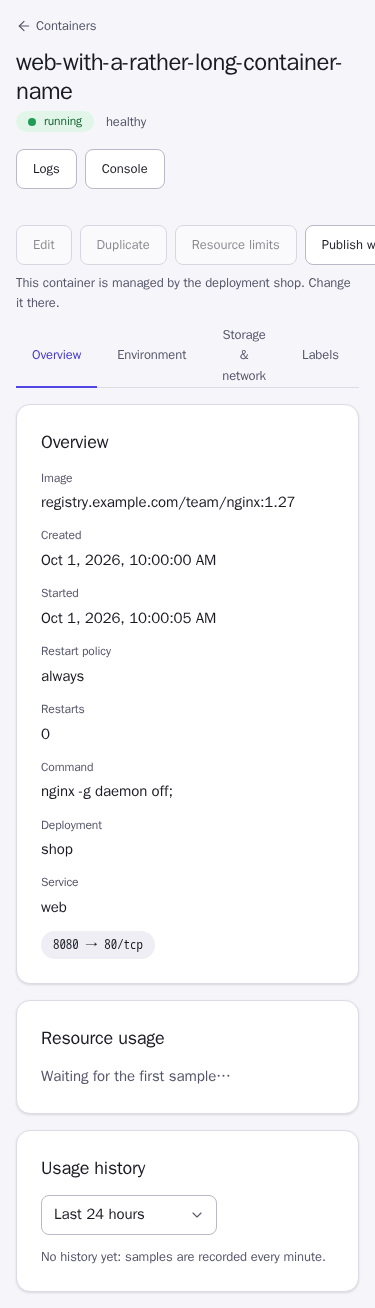 Containers
web-with-a-rather-long-container-
name
running healthy
Logs Console
Edit Duplicate Resource limits Publish w
This container is managed by the deployment shop. Change
it there.
Overview Environment Storage & network Labels
Overview
Image
registry.example.com/team/nginx:1.27
Created
Oct 1, 2026, 10:00:00 AM
Started
Oct 1, 2026, 10:00:05 AM
Restart policy
always
Restarts
0
Command
nginx -g daemon off;
Deployment
shop
Service
web
8080 → 80/tcp
Resource usage
Waiting for the first sample…
Usage history
Last 24 hours
No history yet: samples are recorded every minute.